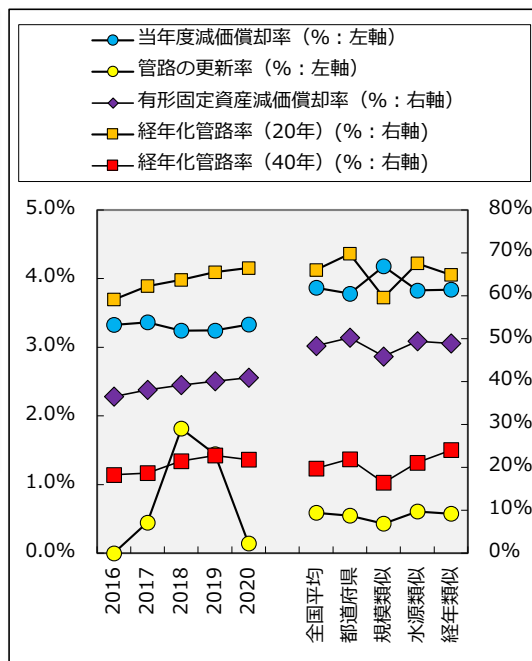 当年度減価償却率（%：左軸）
管路の更新率（%：左軸）
有形固定資産減価償却率（%：右軸）
経年化管路率（20年）(%：右軸)
経年化管路率（40年）(%：右軸)
5.0%
4.0%
3.0%
2.0%
1.0%
0.0%
80%
70%
60%
50%
40%
30%
20%
10%
0%
2016
2017
2018
2019
2020
全国平均
都道府県
規模類似
水源類似
経年類似